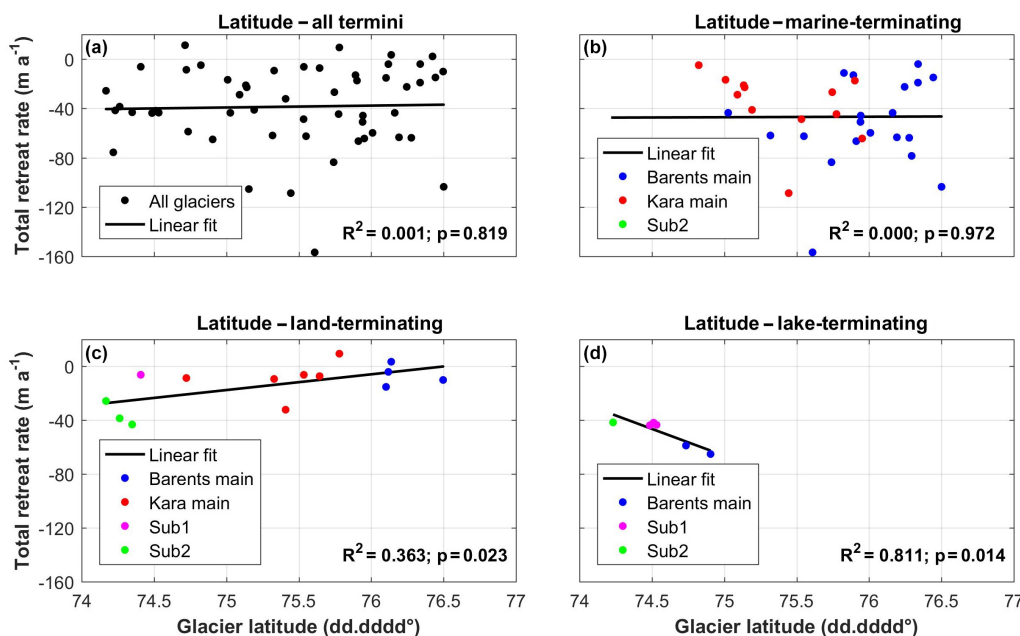 Latitude – all termini
(a)
0
-40
-80
-120
-160
Total retreat rate (m a⁻¹)
All glaciers
Linear fit
R² = 0.001; p = 0.819
Latitude – marine-terminating
(b)
Linear fit
Barents main
Kara main
Sub2
R² = 0.000; p = 0.972
Latitude – land-terminating
(c)
0
-40
-80
-120
-160
Total retreat rate (m a⁻¹)
Linear fit
Barents main
Kara main
Sub1
Sub2
R² = 0.363; p = 0.023
74 74.5 75 75.5 76 76.5 77
Glacier latitude (dd.dddd°)
Latitude – lake-terminating
(d)
Linear fit
Barents main
Sub1
Sub2
R² = 0.811; p = 0.014
74 74.5 75 75.5 76 76.5 77
Glacier latitude (dd.dddd°)